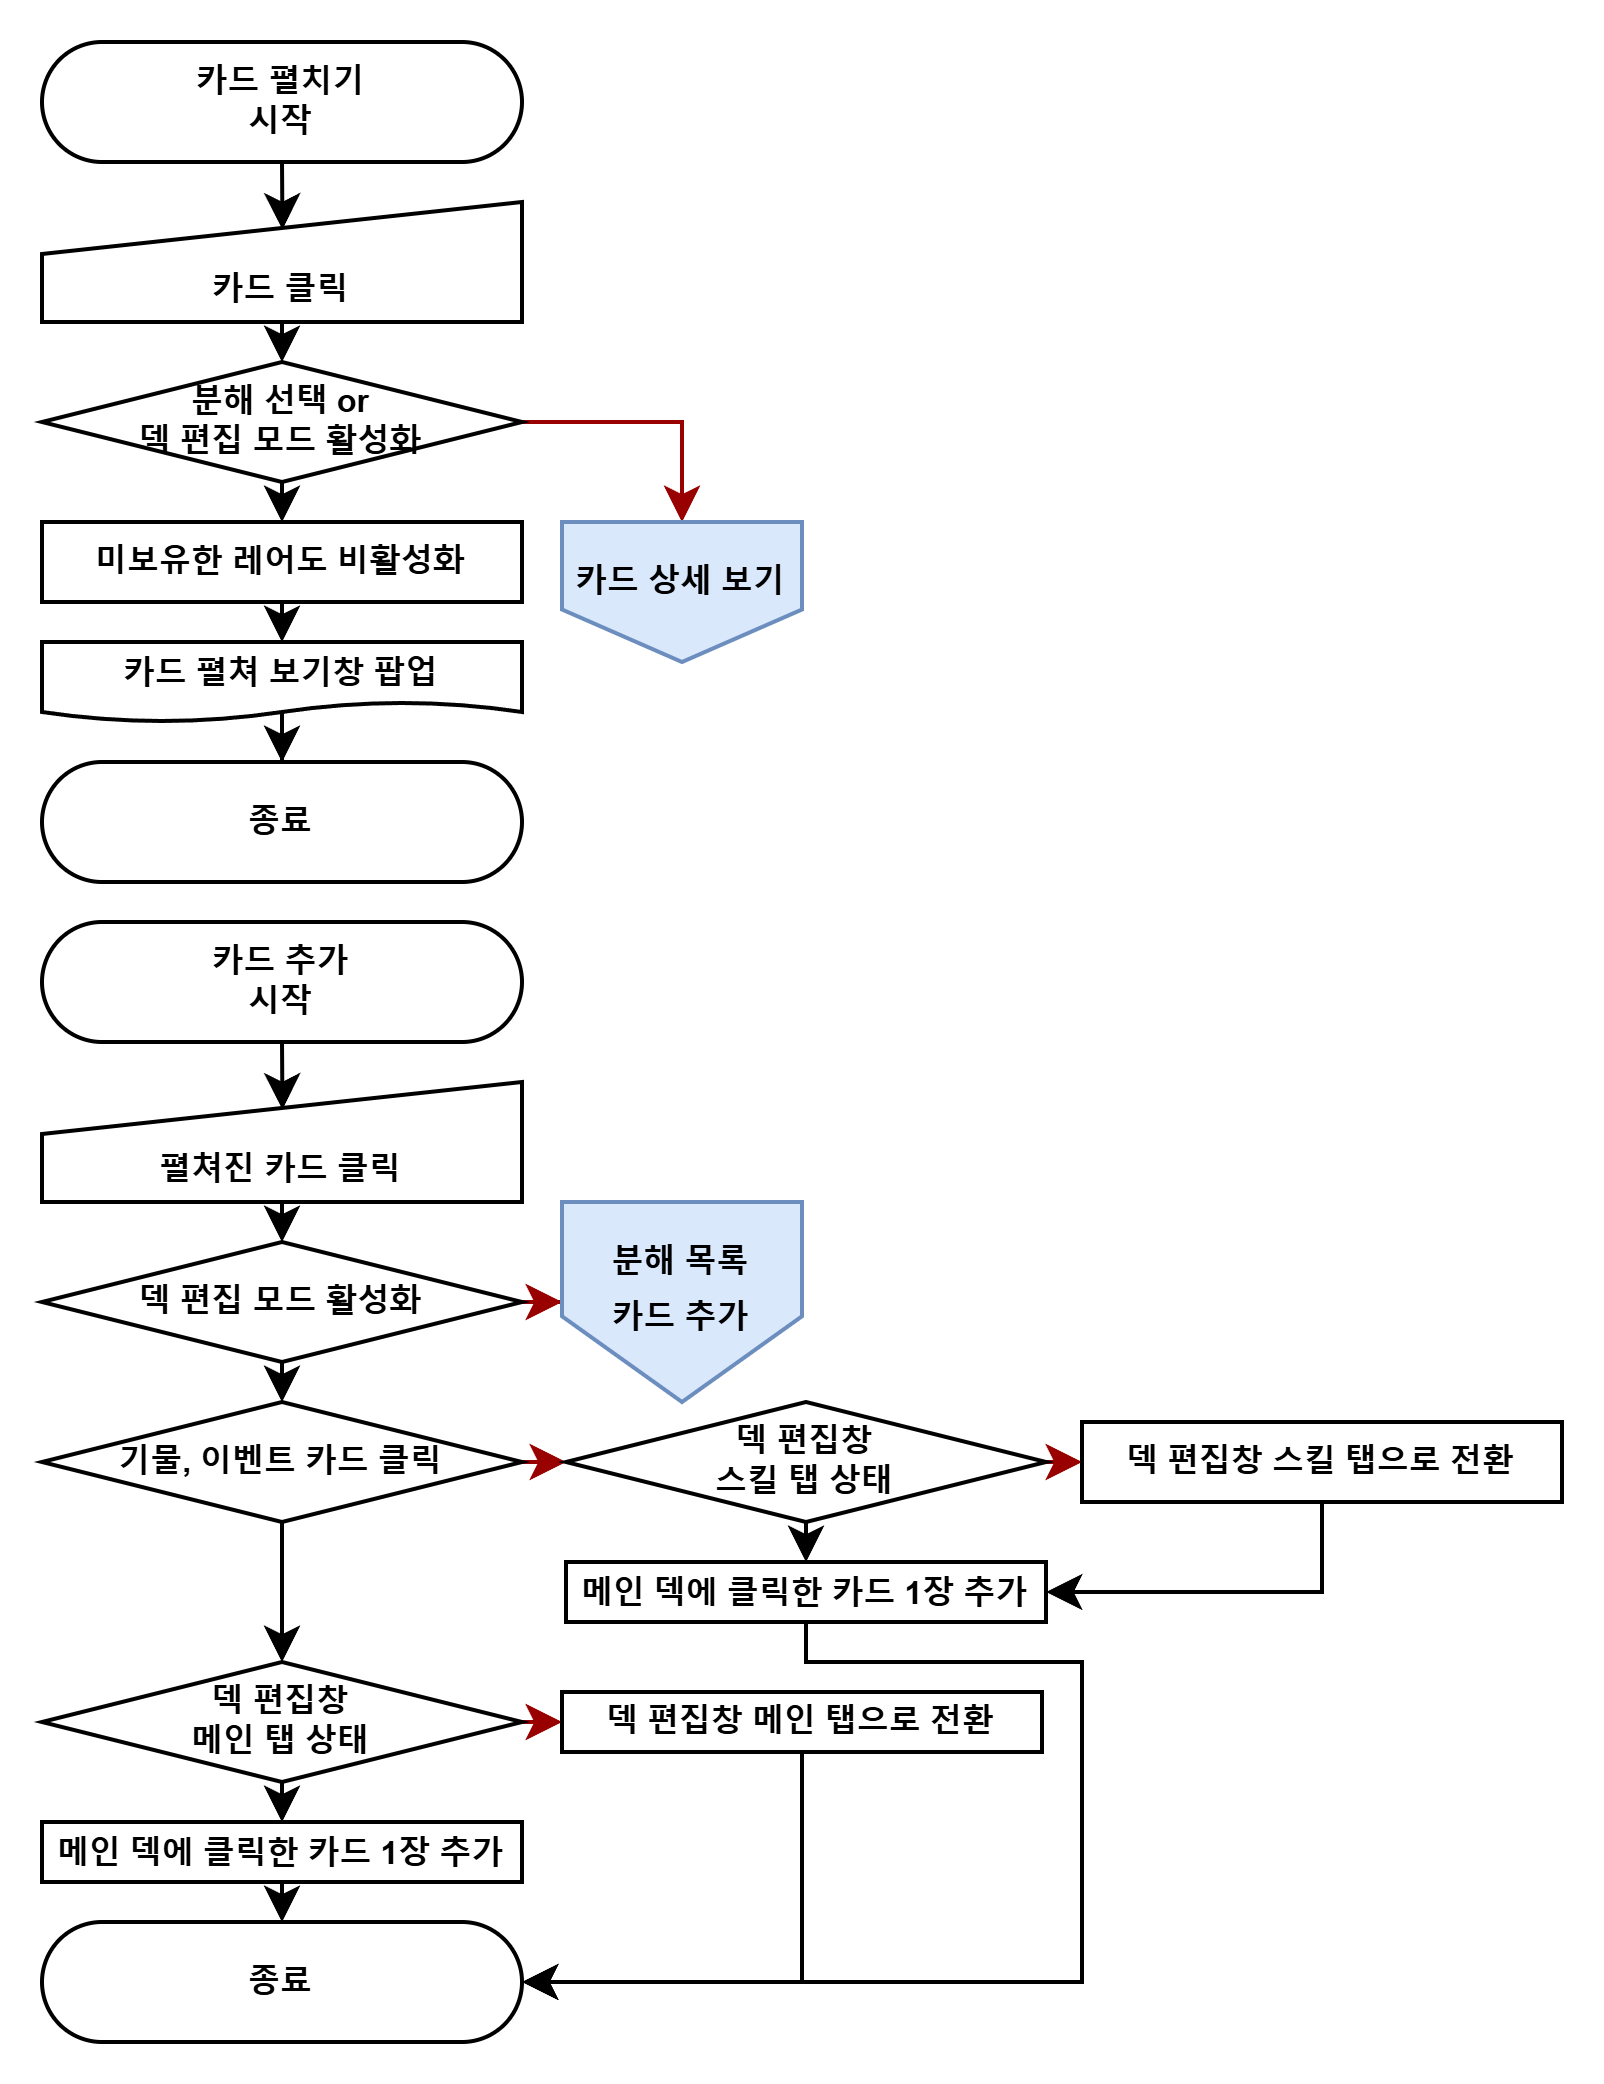 카드 펼치기
시작
카드 클릭
분해 선택 or
덱 편집 모드 활성화
미보유한 레어도 비활성화
카드 상세 보기
카드 펼쳐 보기창 팝업
종료
카드 추가
시작
펼쳐진 카드 클릭
덱 편집 모드 활성화
분해 목록
카드 추가
기물, 이벤트 카드 클릭
덱 편집창
스킬 탭 상태
덱 편집창 스킬 탭으로 전환
메인 덱에 클릭한 카드 1장 추가
덱 편집창
메인 탭 상태
덱 편집창 메인 탭으로 전환
메인 덱에 클릭한 카드 1장 추가
종료